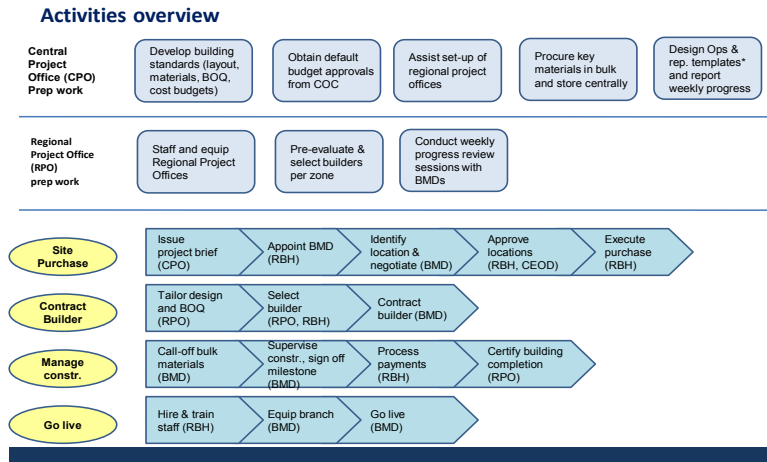 Activities overview
Central
Project
Office (CPO)
Prep work
Develop building
standards (layout,
materials, BOQ,
cost budgets)
Obtain default
budget approvals
from COC
Assist set-up of
regional project
offices
Procure key
materials in bulk
and store centrally
Design Ops &
rep. templates*
and report
weekly progress
Regional
Project Office
(RPO)
prep work
Staff and equip
Regional Project
Offices
Pre-evaluate &
select builders
per zone
Conduct weekly
progress review
sessions with
BMDs
Site
Purchase
Issue
project brief
(CPO)
Appoint BMD
(RBH)
Identify
location &
negotiate (BMD)
Approve
locations
(RBH, CEOD)
Execute
purchase
(RBH)
Contract
Builder
Tailor design
and BOQ
(RPO)
Select
builder
(RPO, RBH)
Contract
builder (BMD)
Manage
constr.
Call-off bulk
materials
(BMD)
Supervise
constr., sign off
milestone
(BMD)
Process
payments
(RBH)
Certify building
completion
(RPO)
Go live
Hire & train
staff (RBH)
Equip branch
(BMD)
Go live
(BMD)